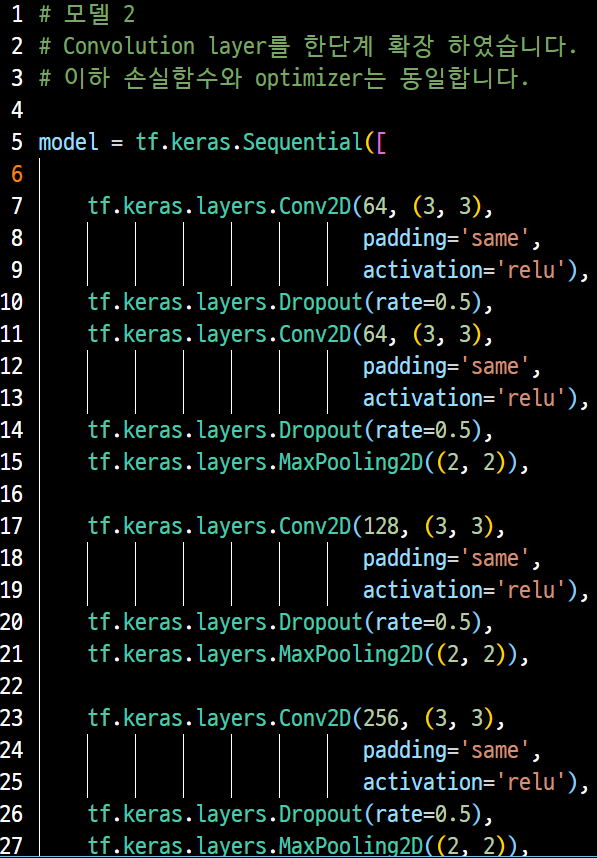 1 # 모델 2
2 # Convolution layer를 한단계 확장 하였습니다.
3 # 이하 손실함수와 optimizer는 동일합니다.
4
5 model = tf.keras.Sequential([
6
7 tf.keras.layers.Conv2D(64, (3, 3),
8 padding='same',
9 activation='relu'),
10 tf.keras.layers.Dropout(rate=0.5),
11 tf.keras.layers.Conv2D(64, (3, 3),
12 padding='same',
13 activation='relu'),
14 tf.keras.layers.Dropout(rate=0.5),
15 tf.keras.layers.MaxPooling2D((2, 2)),
16
17 tf.keras.layers.Conv2D(128, (3, 3),
18 padding='same',
19 activation='relu'),
20 tf.keras.layers.Dropout(rate=0.5),
21 tf.keras.layers.MaxPooling2D((2, 2)),
22
23 tf.keras.layers.Conv2D(256, (3, 3),
24 padding='same',
25 activation='relu'),
26 tf.keras.layers.Dropout(rate=0.5),
27 tf.keras.layers.MaxPooling2D((2, 2)),